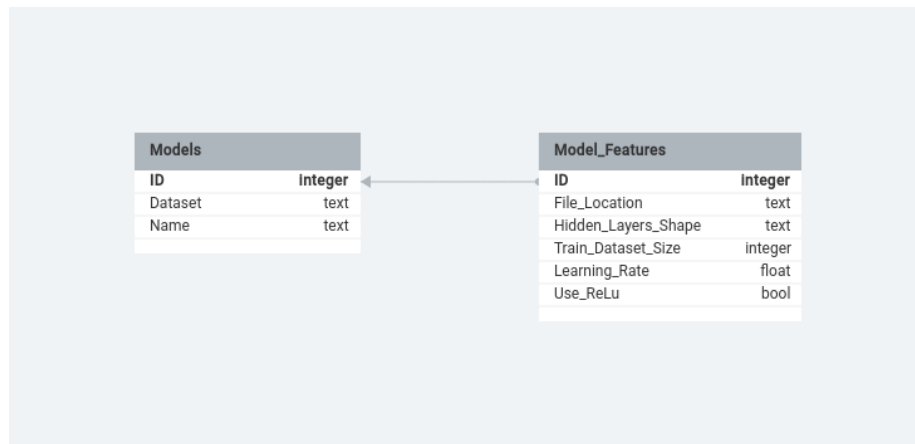 Models
ID integer
Dataset text
Name text
Model_Features
ID integer
File_Location text
Hidden_Layers_Shape text
Train_Dataset_Size integer
Learning_Rate float
Use_ReLu bool